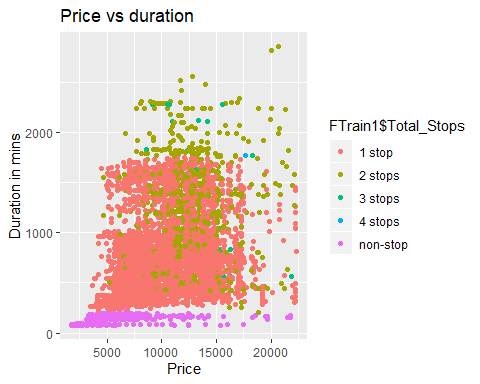 Price vs duration
Duration in mins
2000
1000
0
5000 10000 15000 20000
Price
FTrain1$Total_Stops
1 stop
2 stops
3 stops
4 stops
non-stop